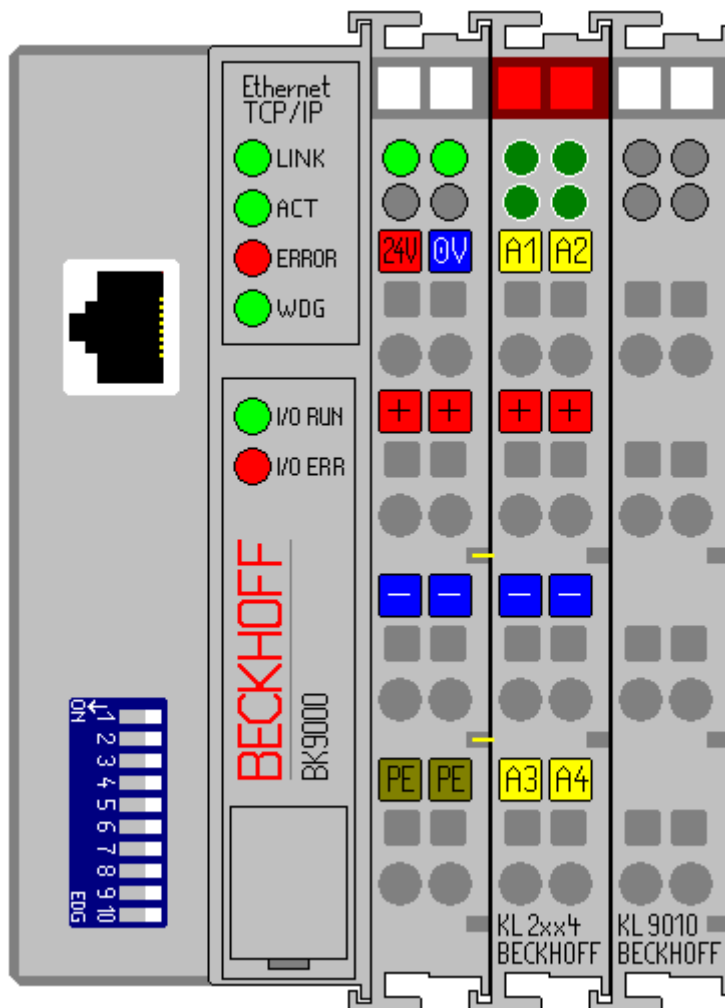 Ethernet
TCP/IP
LINK
ACT
ERROR
WDG
I/O RUN
I/O ERR
BECKHOFF
BK9000
ON
1
2
3
4
5
6
7
8
9
10
EDG
24V 0V
+ +
− −
PE PE
A1 A2
+ +
− −
A3 A4
KL 2xx4
BECKHOFF
KL 9010
BECKHOFF